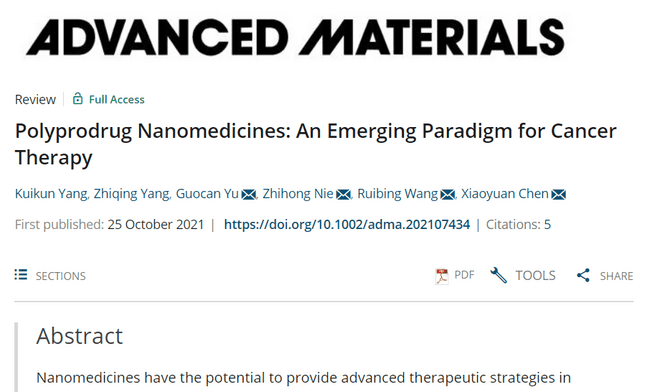 ADVANCED MATERIALS
Review Full Access
Polyprodrug Nanomedicines: An Emerging Paradigm for Cancer
Therapy
Kuikun Yang, Zhiqing Yang, Guocan Yu, Zhihong Nie, Ruibing Wang, Xiaoyuan Chen
First published: 25 October 2021 | https://doi.org/10.1002/adma.202107434 | Citations: 5
SECTIONS PDF TOOLS SHARE
Abstract
Nanomedicines have the potential to provide advanced therapeutic strategies in